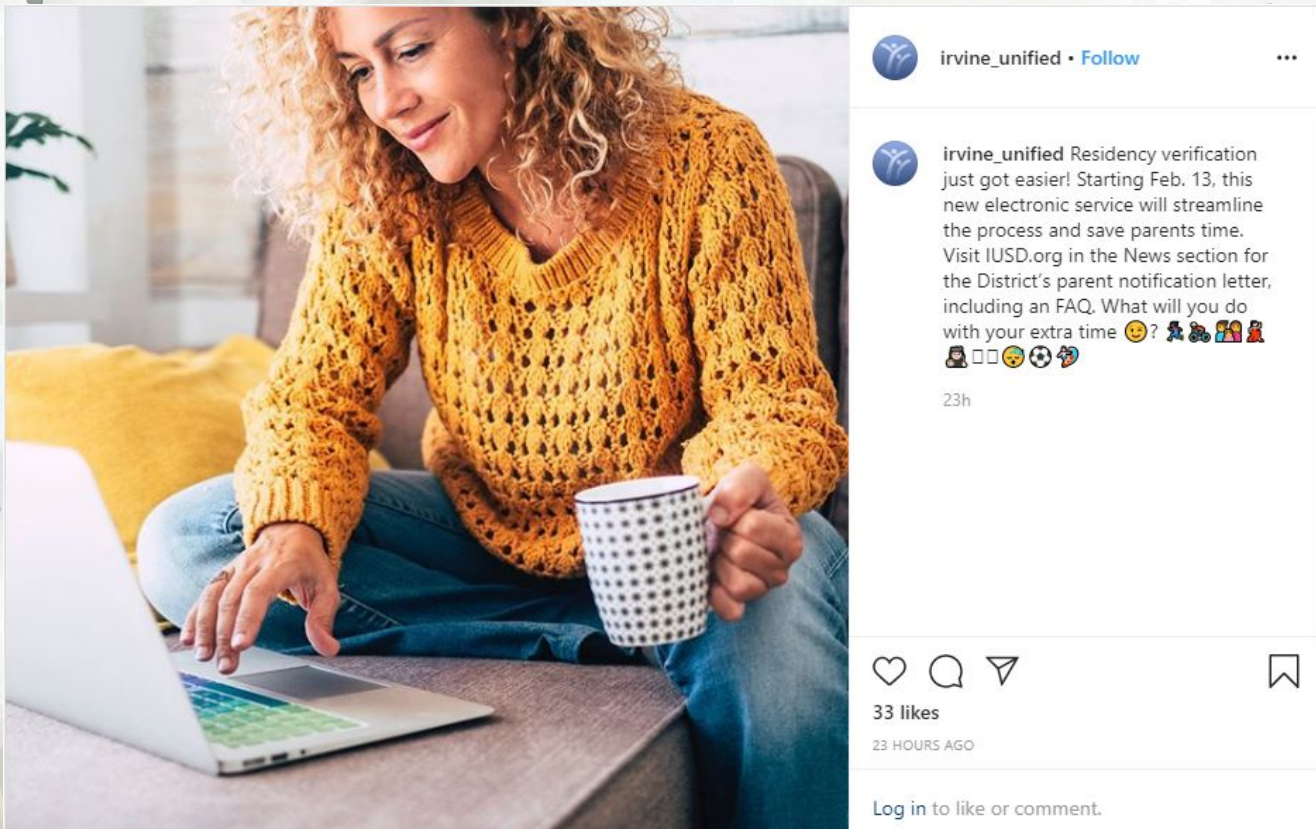 irvine_unified • Follow
irvine_unified Residency verification
just got easier! Starting Feb. 13, this
new electronic service will streamline
the process and save parents time.
Visit IUSD.org in the News section for
the District's parent notification letter,
including an FAQ. What will you do
with your extra time 😉? 🏃‍♀️🚴👨‍👩‍👧💃
👩🏻▯▯😴⚽🏄
23h
33 likes
23 HOURS AGO
Log in to like or comment.